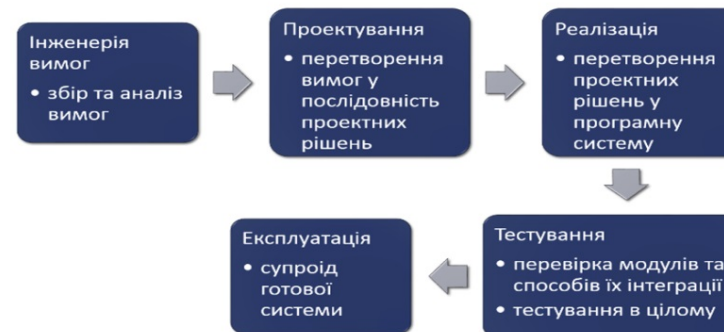 Інженерія
вимог
• збір та аналіз
вимог
Проектування
• перетворення
вимог у
послідовність
проектних
рішень
Реалізація
• перетворення
проектних
рішень у
програмну
систему
Тестування
• перевірка модулів та
способів їх інтеграції
• тестування в цілому
Експлуатація
• супроід
готової
системи